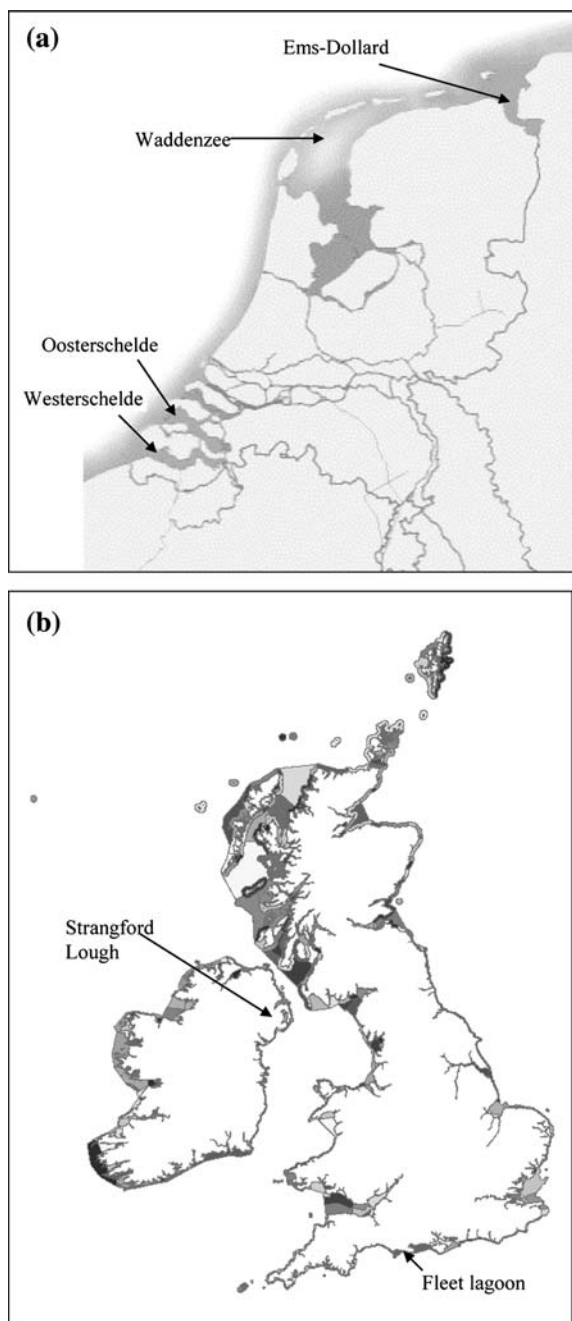 (a)
Ems-Dollard
Waddenzee
Oosterschelde
Westerschelde
(b)
Strangford
Lough
Fleet lagoon